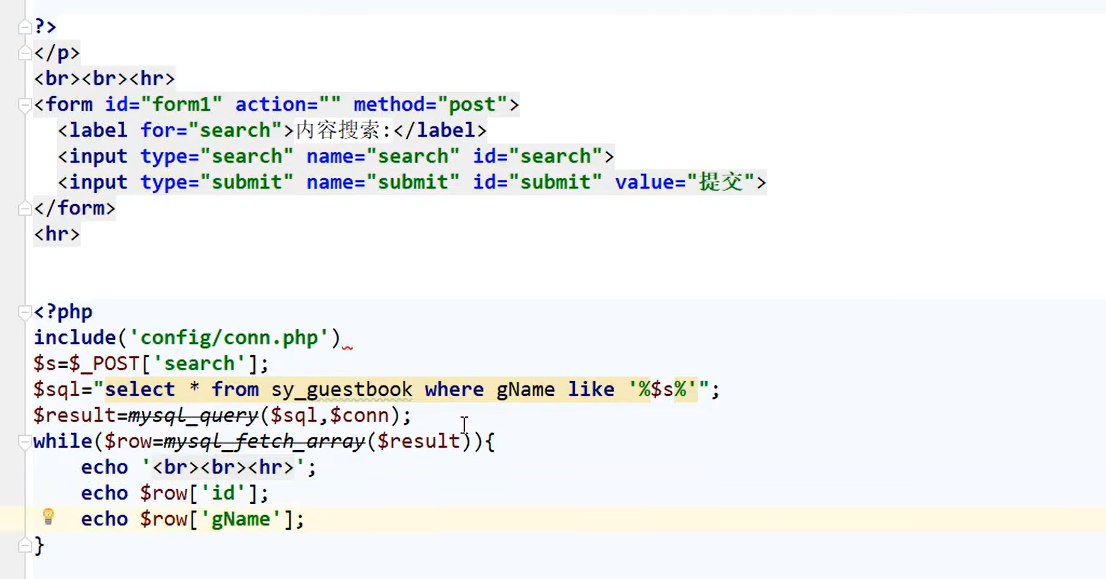 ?>
</p>
<br><br><hr>
<form id="form1" action="" method="post">
<label for="search">内容搜索:</label>
<input type="search" name="search" id="search">
<input type="submit" name="submit" id="submit" value="提交">
</form>
<hr>
<?php
include('config/conn.php')
$s=$_POST['search'];
$sql="select * from sy_guestbook where gName like '%$s%'";
$result=mysql_query($sql,$conn);
while($row=mysql_fetch_array($result)){
echo '<br><br><hr>';
echo $row['id'];
echo $row['gName'];
}